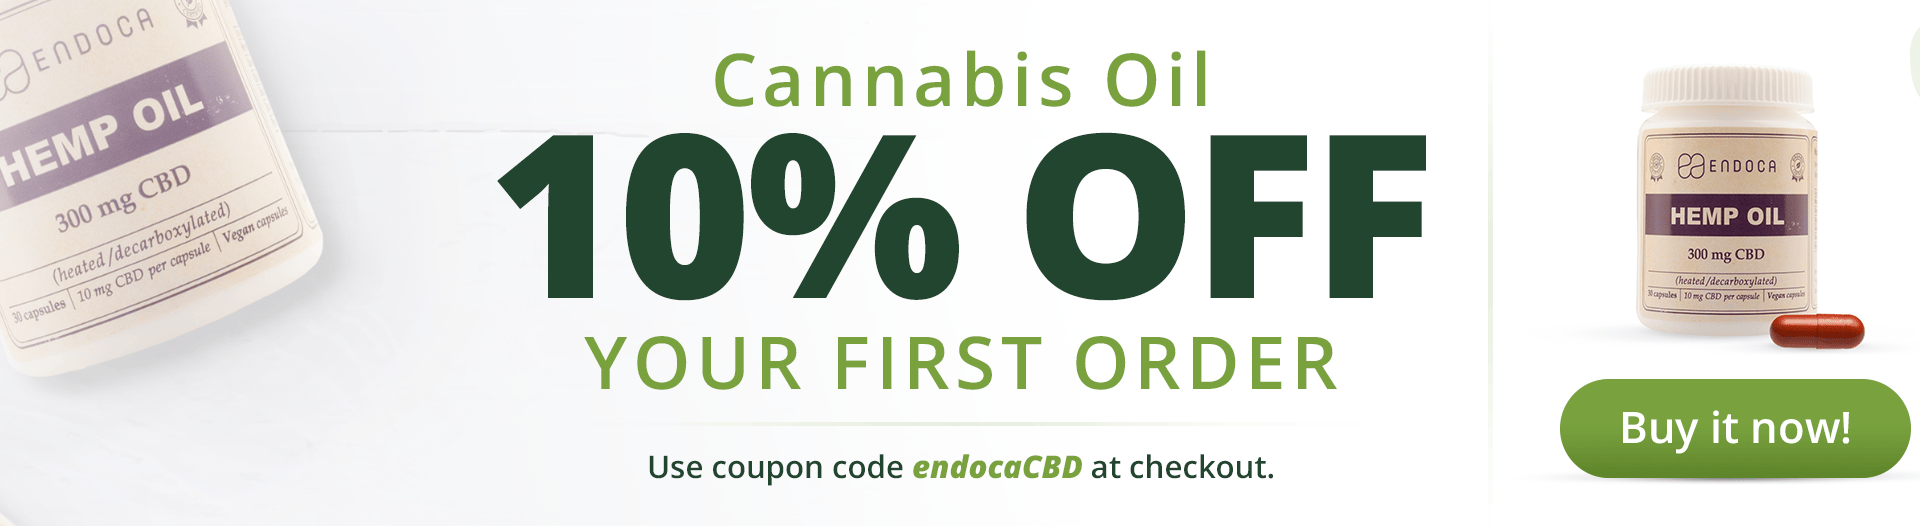 ENDOCA
HEMP OIL
300 mg CBD
(heated/decarboxylated)
30 capsules | 10 mg CBD per capsule | Vegan capsules
Cannabis Oil
10% OFF
YOUR FIRST ORDER
Use coupon code endocaCBD at checkout.
ENDOCA
HEMP OIL
300 mg CBD
(heated/decarboxylated)
30 capsules | 10 mg CBD per capsule | Vegan capsules
Buy it now!